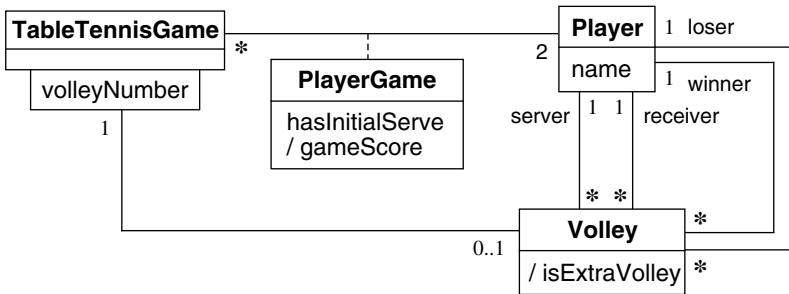 TableTennisGame
volleyNumber
1
*
PlayerGame
hasInitialServe
/ gameScore
2
Player
name
1 loser
1 winner
server 1
1 receiver
* *
Volley
/ isExtraVolley
0..1
*
*